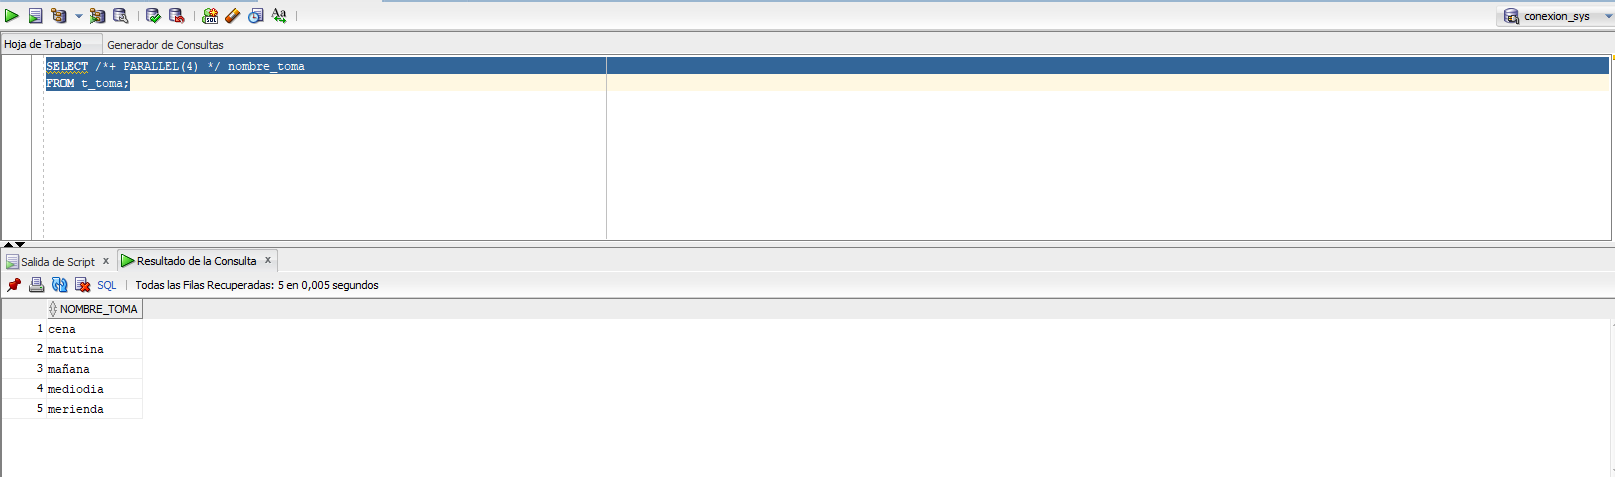 SQL
Aa
conexion_sys
Hoja de Trabajo Generador de Consultas
SELECT /*+ PARALLEL(4) */ nombre_toma
FROM t_toma;
Salida de Script x Resultado de la Consulta x
SQL Todas las Filas Recuperadas: 5 en 0,005 segundos
NOMBRE_TOMA
1 cena
2 matutina
3 mañana
4 mediodia
5 merienda